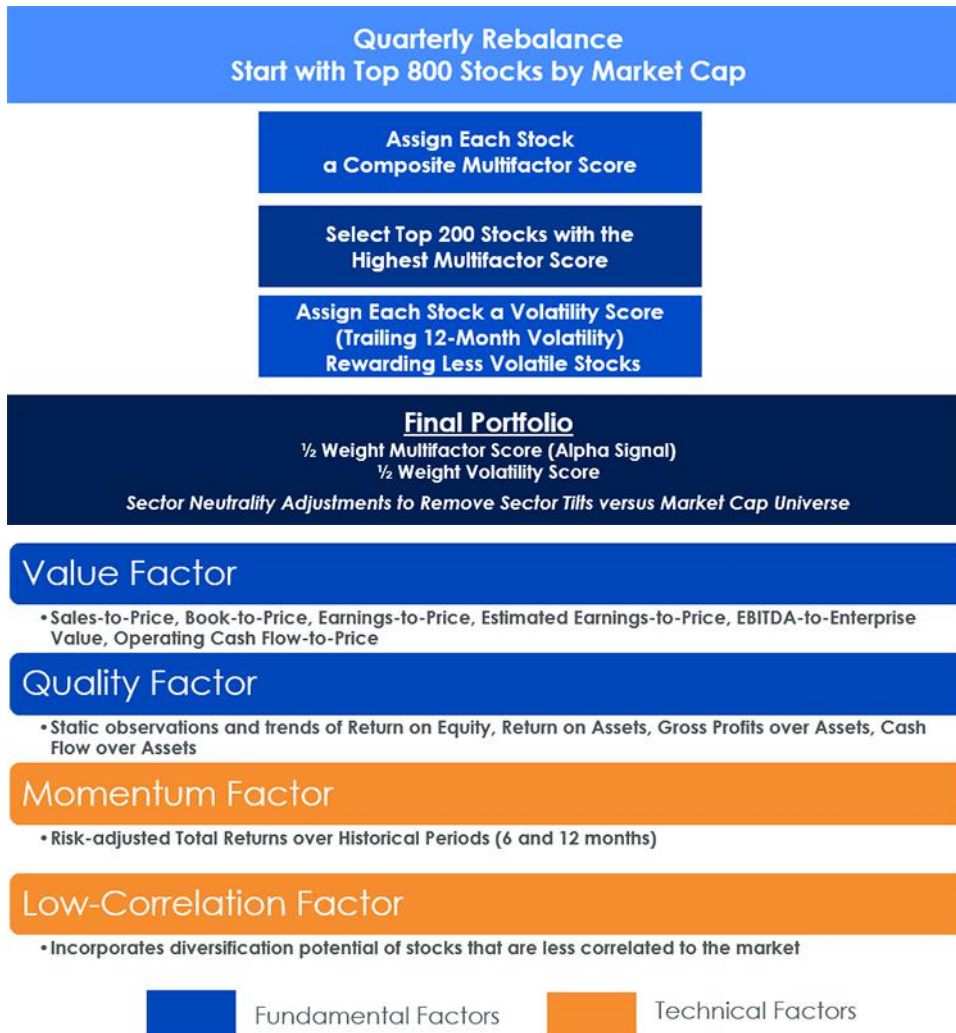 Quarterly Rebalance
Start with Top 800 Stocks by Market Cap
Assign Each Stock
a Composite Multifactor Score
Select Top 200 Stocks with the
Highest Multifactor Score
Assign Each Stock a Volatility Score
(Trailing 12-Month Volatility)
Rewarding Less Volatile Stocks
Final Portfolio
½ Weight Multifactor Score (Alpha Signal)
½ Weight Volatility Score
Sector Neutrality Adjustments to Remove Sector Tilts versus Market Cap Universe
Value Factor
•Sales-to-Price, Book-to-Price, Earnings-to-Price, Estimated Earnings-to-Price, EBITDA-to-Enterprise
Value, Operating Cash Flow-to-Price
Quality Factor
•Static observations and trends of Return on Equity, Return on Assets, Gross Profits over Assets, Cash
Flow over Assets
Momentum Factor
•Risk-adjusted Total Returns over Historical Periods (6 and 12 months)
Low-Correlation Factor
•Incorporates diversification potential of stocks that are less correlated to the market
Fundamental Factors
Technical Factors